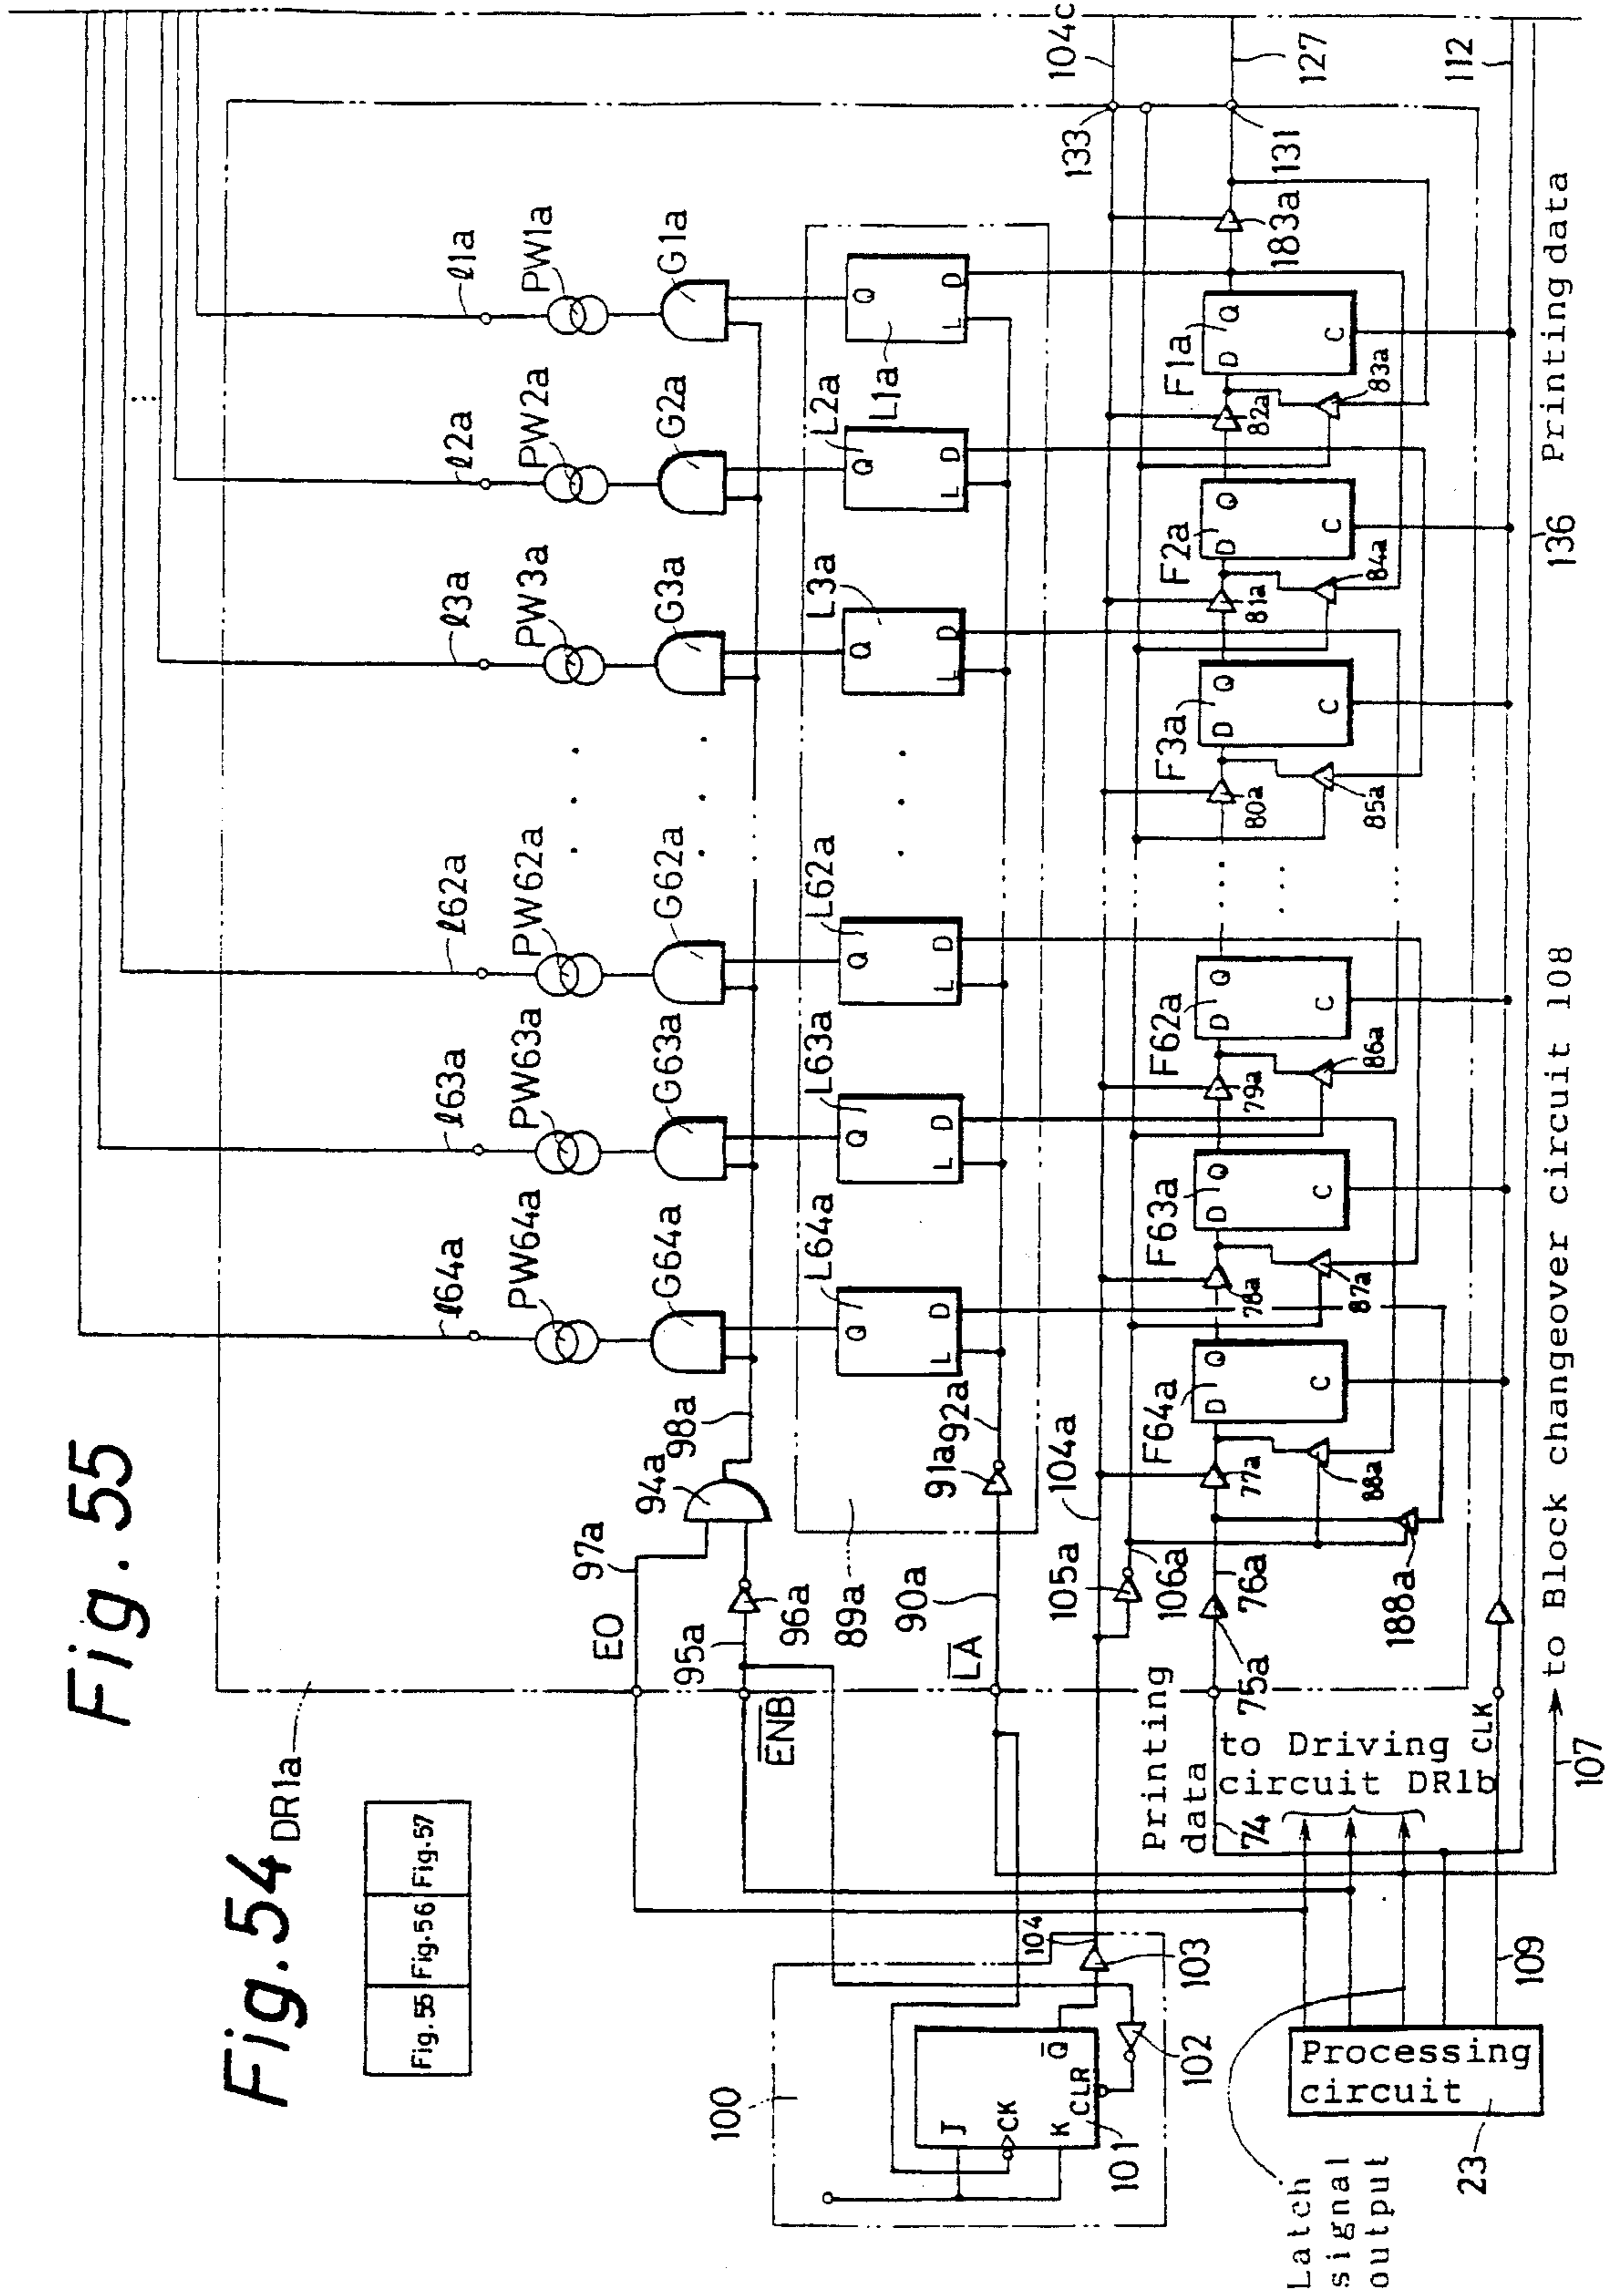 Fig. 54
Fig. 55 Fig. 56 Fig. 57
Fig. 55
DR1a
ℓ64a ℓ63a ℓ62a ℓ3a ℓ2a ℓ1a
PW64a PW63a PW62a PW3a PW2a PW1a
G64a G63a G62a G3a G2a G1a
EO 97a 94a 98a
ENB 95a 96a
89a
L64a L63a L62a L3a L2a L1a
Q Q Q Q Q Q
L D L D L D L D L D L D
LA 90a 91a 92a
104a 104c
105a 106a 133
Printing
data
74 75a 76a
77a 78a 79a 80a 81a 82a 183a
F64a F63a F62a F3a F2a F1a
D Q D Q D Q D Q D Q D Q
C C C C C C
88a 87a 86a 85a 84a 83a
188a
131 127
112
136 Printing data
100
J CK K CLR Q
101 102 103 104
to Driving
circuit DR1b
CLK
109
107
to Block changeover circuit 108
Processing
circuit
23
Latch
signal
output